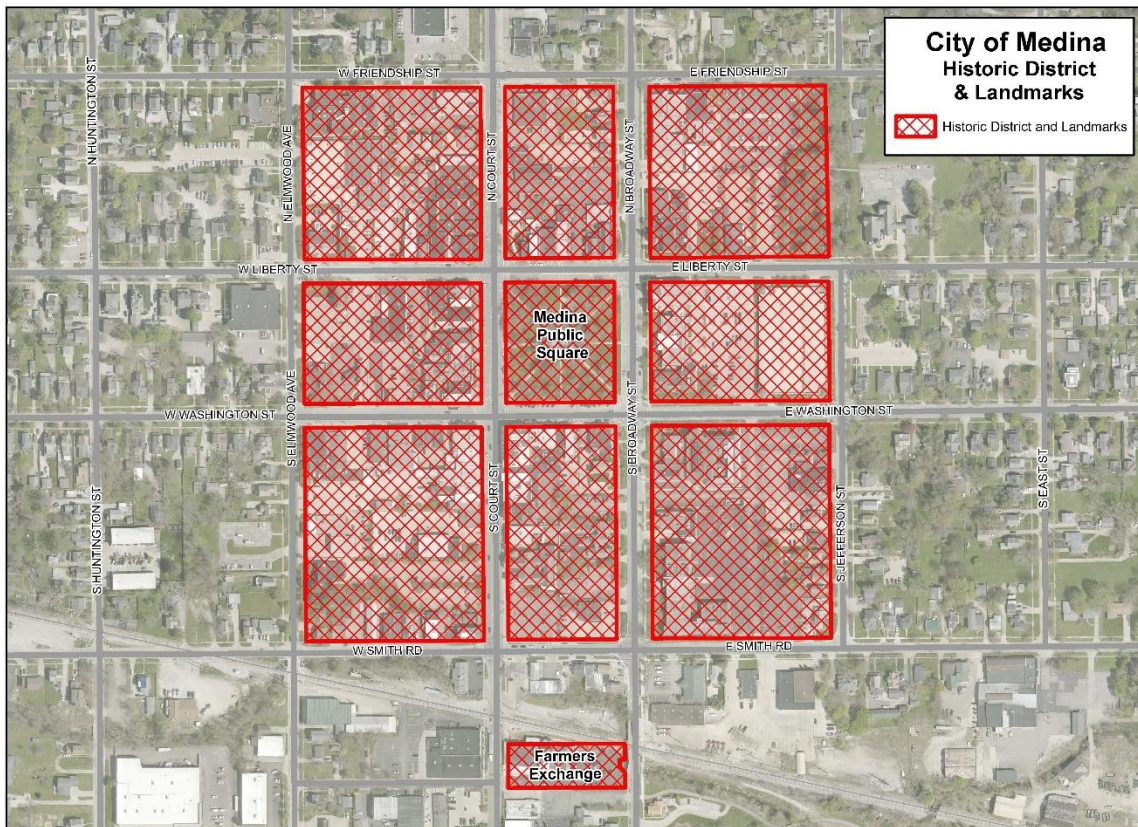 City of Medina
Historic District
& Landmarks
Historic District and Landmarks
W FRIENDSHIP ST
E FRIENDSHIP ST
N HUNTINGTON ST
N ELMWOOD AVE
N COURT ST
N BROADWAY ST
W LIBERTY ST
E LIBERTY ST
Medina
Public
Square
W WASHINGTON ST
E WASHINGTON ST
S ELMWOOD AVE
S BROADWAY ST
S COURT ST
S HUNTINGTON ST
S JEFFERSON ST
S EAST ST
W SMITH RD
E SMITH RD
Farmers
Exchange